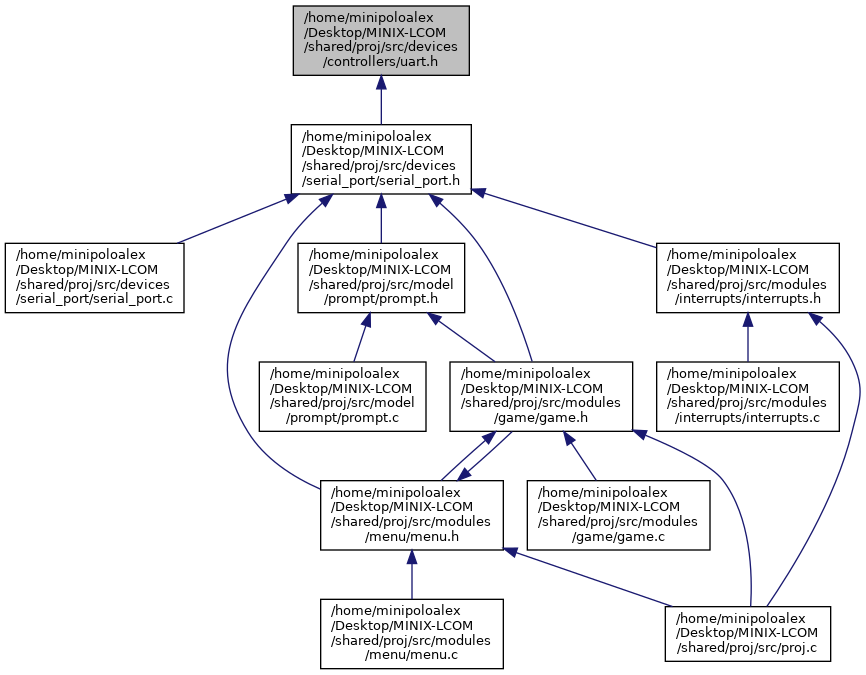 /home/minipoloalex
/Desktop/MINIX-LCOM
/shared/proj/src/devices
/controllers/uart.h
/home/minipoloalex
/Desktop/MINIX-LCOM
/shared/proj/src/devices
/serial_port/serial_port.h
/home/minipoloalex
/Desktop/MINIX-LCOM
/shared/proj/src/devices
/serial_port/serial_port.c
/home/minipoloalex
/Desktop/MINIX-LCOM
/shared/proj/src/model
/prompt/prompt.h
/home/minipoloalex
/Desktop/MINIX-LCOM
/shared/proj/src/modules
/interrupts/interrupts.h
/home/minipoloalex
/Desktop/MINIX-LCOM
/shared/proj/src/model
/prompt/prompt.c
/home/minipoloalex
/Desktop/MINIX-LCOM
/shared/proj/src/modules
/game/game.h
/home/minipoloalex
/Desktop/MINIX-LCOM
/shared/proj/src/modules
/interrupts/interrupts.c
/home/minipoloalex
/Desktop/MINIX-LCOM
/shared/proj/src/modules
/menu/menu.h
/home/minipoloalex
/Desktop/MINIX-LCOM
/shared/proj/src/modules
/game/game.c
/home/minipoloalex
/Desktop/MINIX-LCOM
/shared/proj/src/modules
/menu/menu.c
/home/minipoloalex
/Desktop/MINIX-LCOM
/shared/proj/src/proj.c